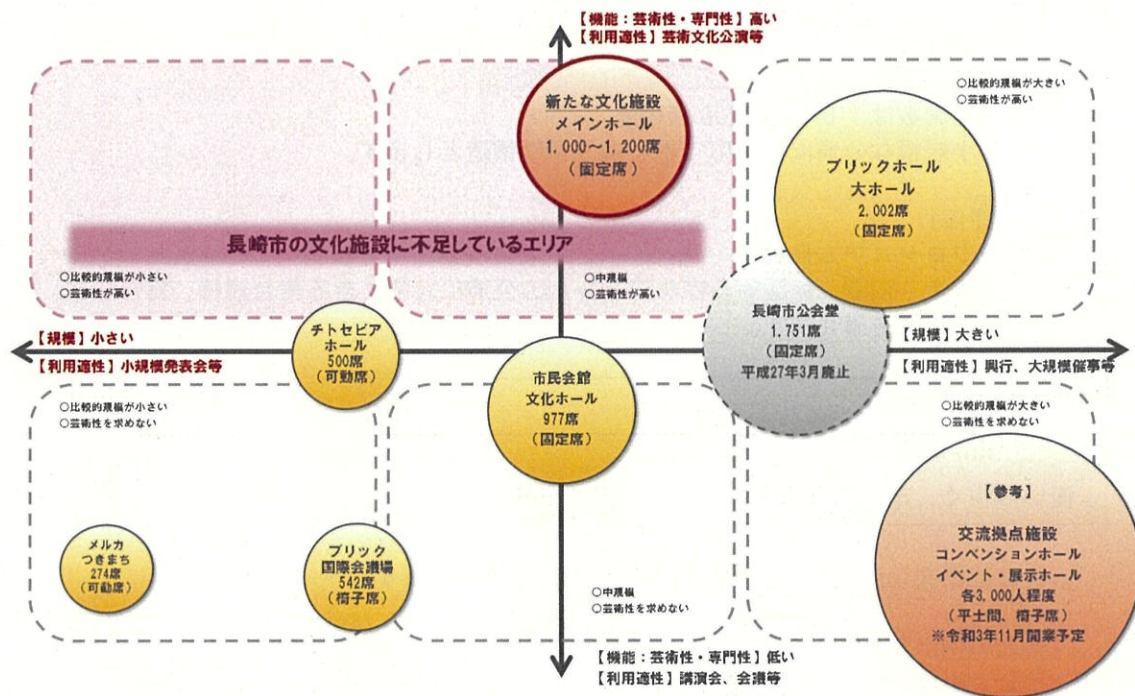 【機能:芸術性・専門性】高い
【利用適性】芸術文化公演等
○比較的規模が大きい
○芸術性が高い
新たな文化施設
メインホール
1,000~1,200席
(固定席)
ブリックホール
大ホール
2,002席
(固定席)
長崎市の文化施設に不足しているエリア
○比較的規模が小さい
○芸術性が高い
○中規模
○芸術性が高い
長崎市公会堂
1,751席
(固定席)
平成27年3月廃止
【規模】小さい
【利用適性】小規模発表会等
チトセピア
ホール
500席
(可動席)
【規模】大きい
【利用適性】興行、大規模催事等
市民会館
文化ホール
977席
(固定席)
○比較的規模が小さい
○芸術性を求めない
○比較的規模が大きい
○芸術性を求めない
【参考】
交流拠点施設
コンベンションホール
イベント・展示ホール
各3,000人程度
(平土間、椅子席)
※令和3年11月開業予定
メルカ
つきまち
274席
(可動席)
ブリック
国際会議場
542席
(椅子席)
○中規模
○芸術性を求めない
【機能:芸術性・専門性】低い
【利用適性】講演会、会議等